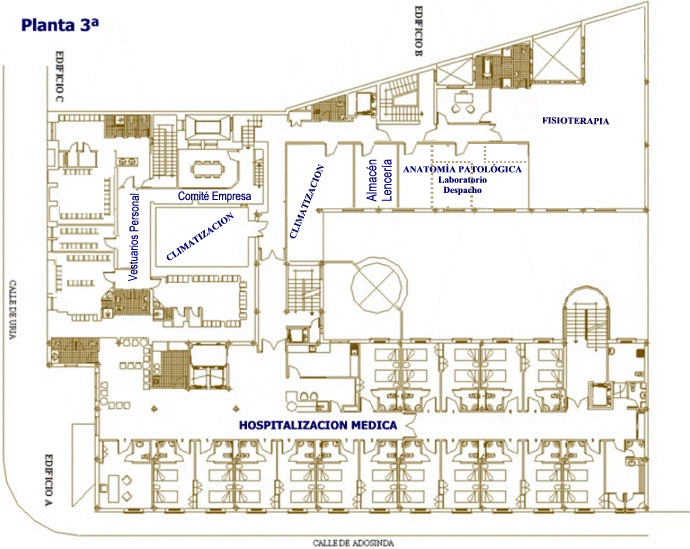 Planta 3ª
EDIFICIO C
EDIFICIO B
FISIOTERAPIA
CLIMATIZACION
Almacén
Lencería
ANATOMÍA PATOLÓGICA
Laboratorio
Despacho
Comité Empresa
Vestuarios Personal
CLIMATIZACION
CALLE DE URIA
HOSPITALIZACION MEDICA
EDIFICIO A
CALLE DE ADOSINDA